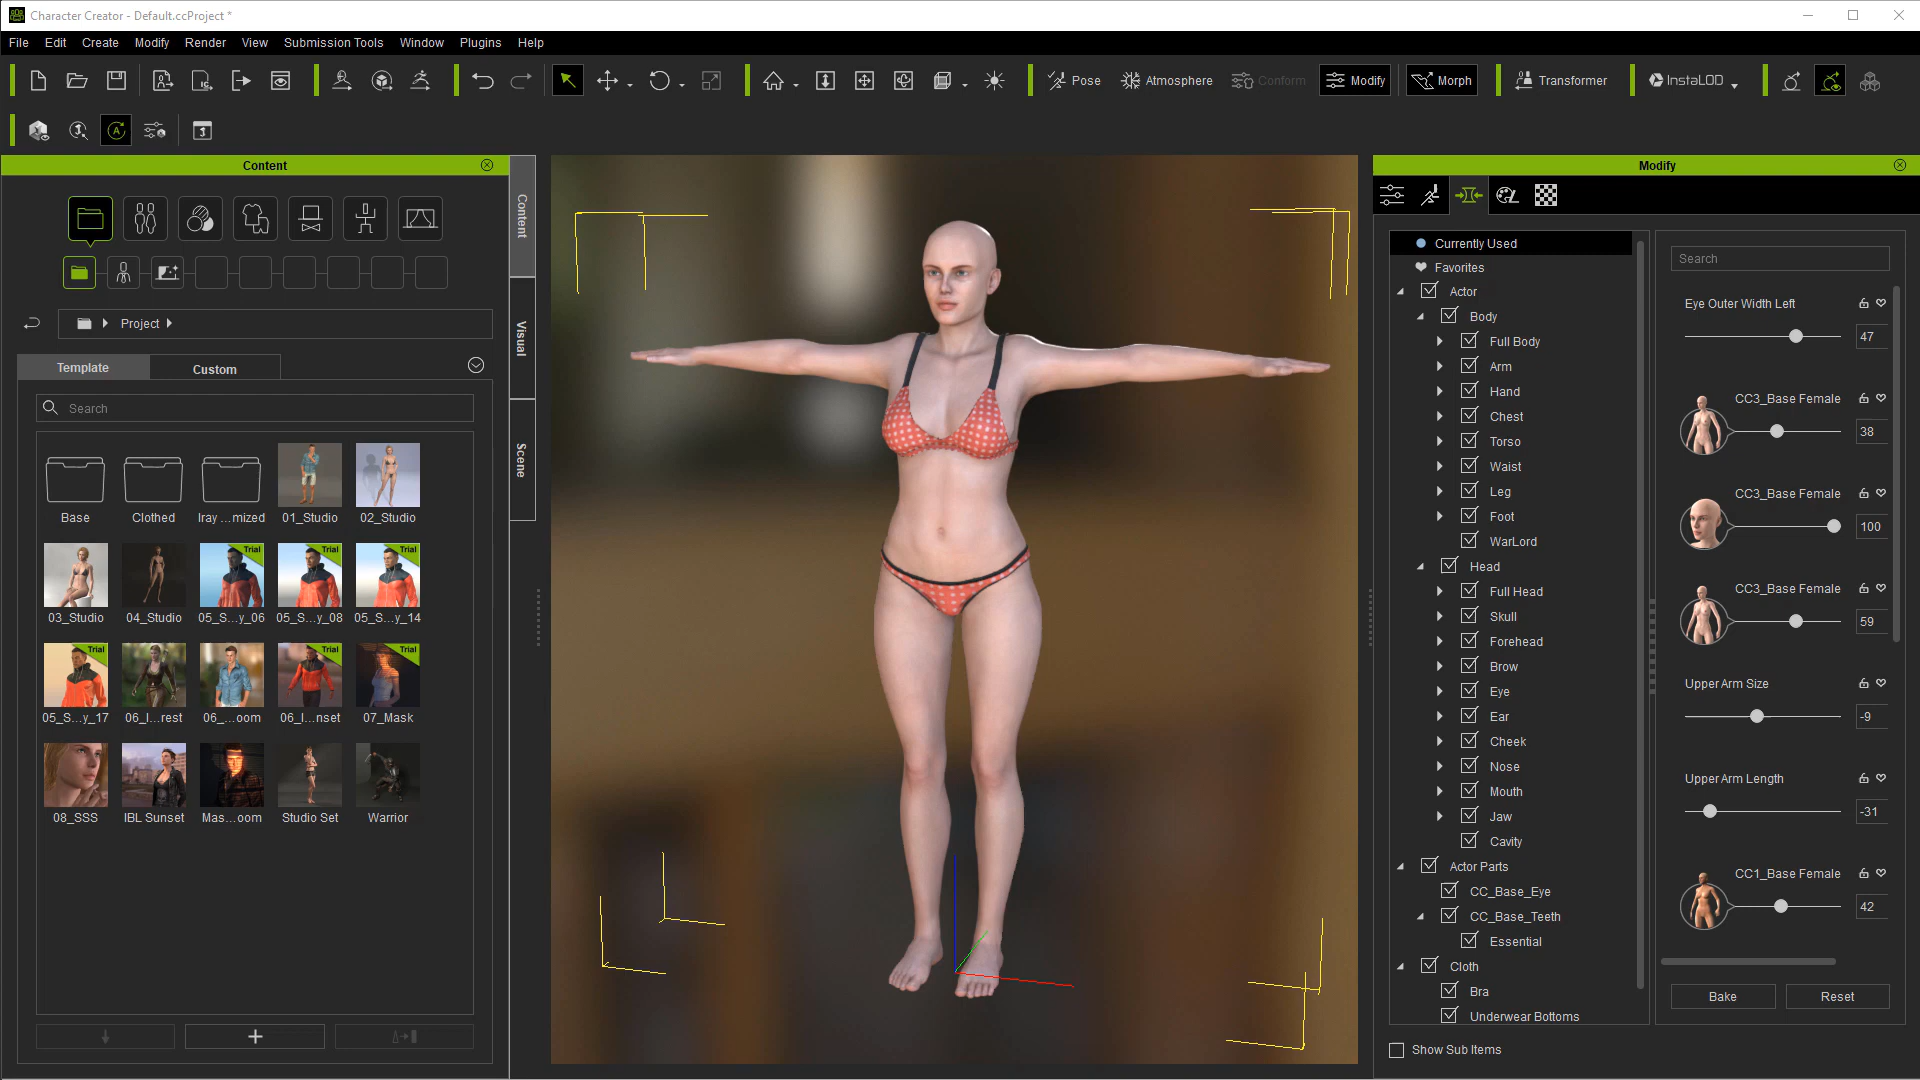 Character Creator - Default.ccProject *
File Edit Create Modify Render View Submission Tools Window Plugins Help
Pose Atmosphere Conform Modify Morph Transformer InstaLOD
Content
Content
Visual
Scene
Project
Template Custom
Search
Base Clothed Iray ...mized 01_Studio 02_Studio
Trial Trial Trial
03_Studio 04_Studio 05_S...y_06 05_S...y_08 05_S...y_14
Trial Trial Trial
05_S...y_17 06_I...rest 06_...oom 06_I...nset 07_Mask
08_SSS IBL Sunset Mas...oom Studio Set Warrior
Modify
Currently Used
Favorites
Actor
Body
Full Body
Arm
Hand
Chest
Torso
Waist
Leg
Foot
WarLord
Head
Full Head
Skull
Forehead
Brow
Eye
Ear
Cheek
Nose
Mouth
Jaw
Cavity
Actor Parts
CC_Base_Eye
CC_Base_Teeth
Essential
Cloth
Bra
Underwear Bottoms
Show Sub Items
Search
Eye Outer Width Left
47
CC3_Base Female
38
CC3_Base Female
100
CC3_Base Female
59
Upper Arm Size
-9
Upper Arm Length
-31
CC1_Base Female
42
Bake Reset